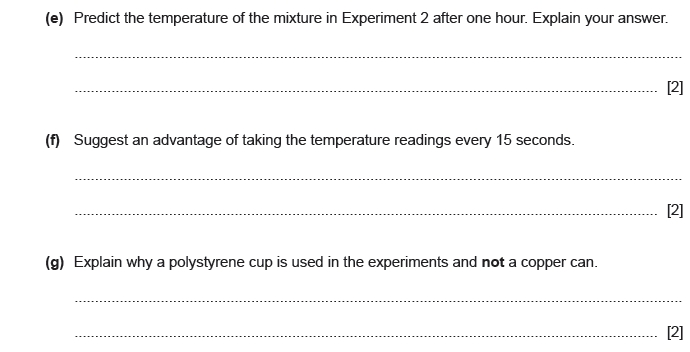 (e) Predict the temperature of the mixture in Experiment 2 after one hour. Explain your answer.
..........................................................................................................................................
.................................................................................................................................... [2]
(f) Suggest an advantage of taking the temperature readings every 15 seconds.
..........................................................................................................................................
.................................................................................................................................... [2]
(g) Explain why a polystyrene cup is used in the experiments and not a copper can.
..........................................................................................................................................
.................................................................................................................................... [2]